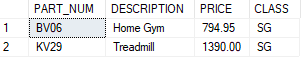 PART_NUM DESCRIPTION PRICE CLASS
1 BV06 Home Gym 794.95 SG
2 KV29 Treadmill 1390.00 SG